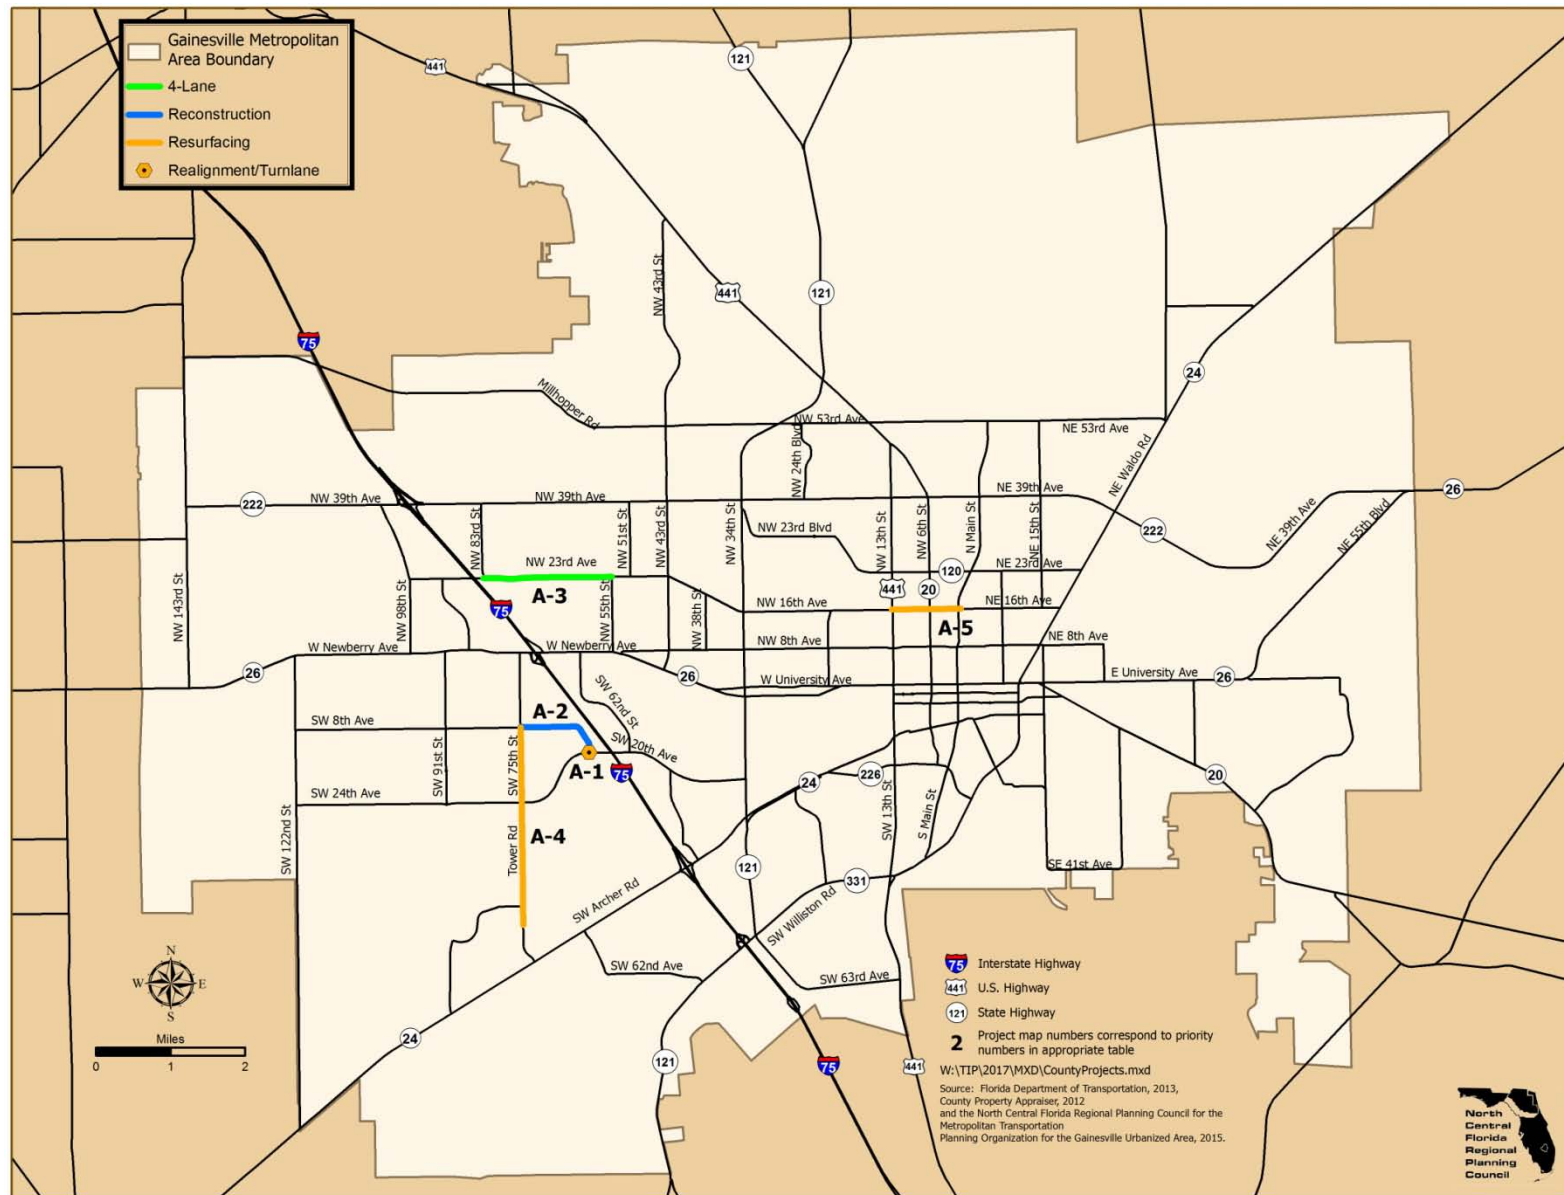 Gainesville Metropolitan
Area Boundary
4-Lane
Reconstruction
Resurfacing
Realignment/Turnlane
441
121
441
121
NW 43rd St
75
24
Millhopper Rd
NW 53rd Ave
NE 53rd Ave
NW 24th Blvd
NE Waldo Rd
222
NW 39th Ave
NW 39th Ave
NE 39th Ave
26
NE 39th Ave
NE 55th Blvd
222
NW 83rd St
NW 51st St
NW 43rd St
NW 34th St
NW 23rd Blvd
NW 13th St
NW 6th St
N Main St
NE 15th St
NW 23rd Ave
120
NE 23rd Ave
NW 143rd St
NW 98th St
75
A-3
NW 55th St
NW 38th St
441
20
NW 16th Ave
NE 16th Ave
A-5
W Newberry Ave
W Newberry Ave
NW 8th Ave
NE 8th Ave
26
26
W University Ave
E University Ave
26
SW 62nd St
SW 8th Ave
A-2
SW 91st St
SW 75th St
SW 20th Ave
A-1
75
24
226
20
SW 24th Ave
SW 122nd St
Tower Rd
A-4
SW 13th St
S Main St
121
331
SE 41st Ave
SW Archer Rd
SW Williston Rd
SW 62nd Ave
SW 63rd Ave
24
121
75
441
N
W
E
S
Miles
0
1
2
75
Interstate Highway
441
U.S. Highway
121
State Highway
2
Project map numbers correspond to priority
numbers in appropriate table
W:\TIP\2017\MXD\CountyProjects.mxd
Source: Florida Department of Transportation, 2013,
County Property Appraiser, 2012
and the North Central Florida Regional Planning Council for the
Metropolitan Transportation
Planning Organization for the Gainesville Urbanized Area, 2015.
North
Central
Florida
Regional
Planning
Council